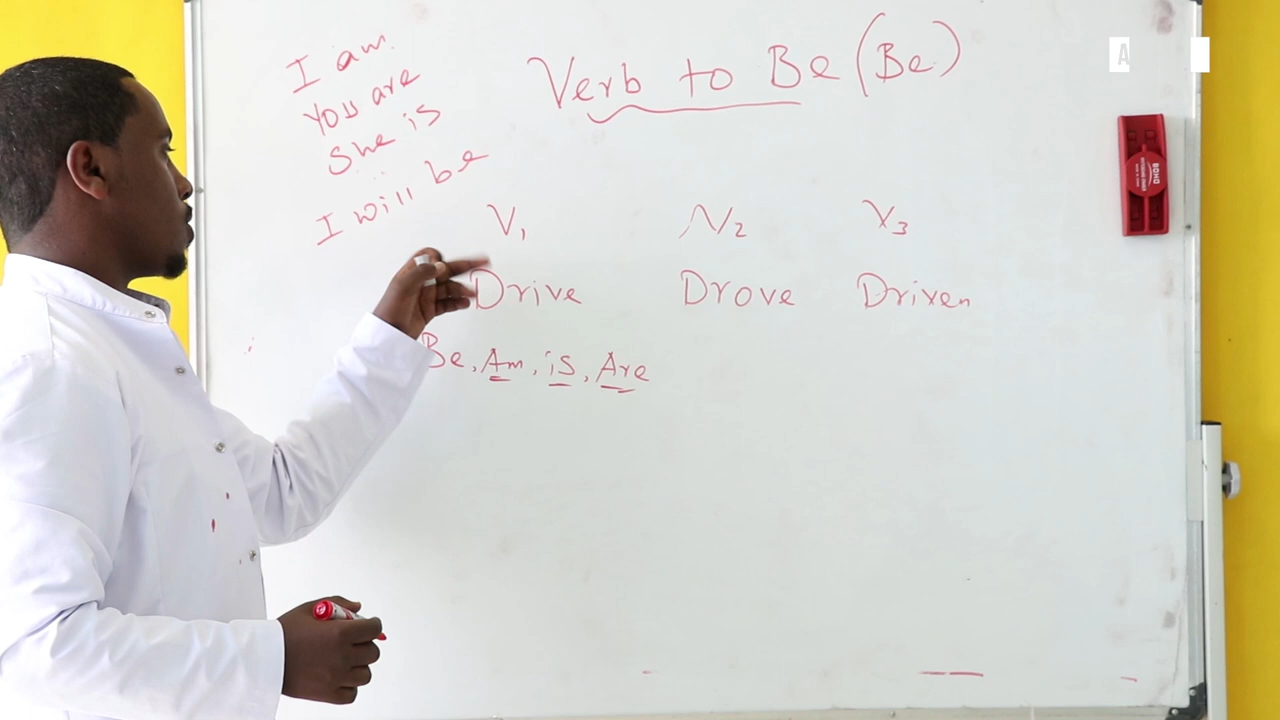 Verb to Be (Be)
I am
You are
She is
I will be
V1 V2 V3
Drive Drove Driven
Be, Am, is, Are
BOHO
A